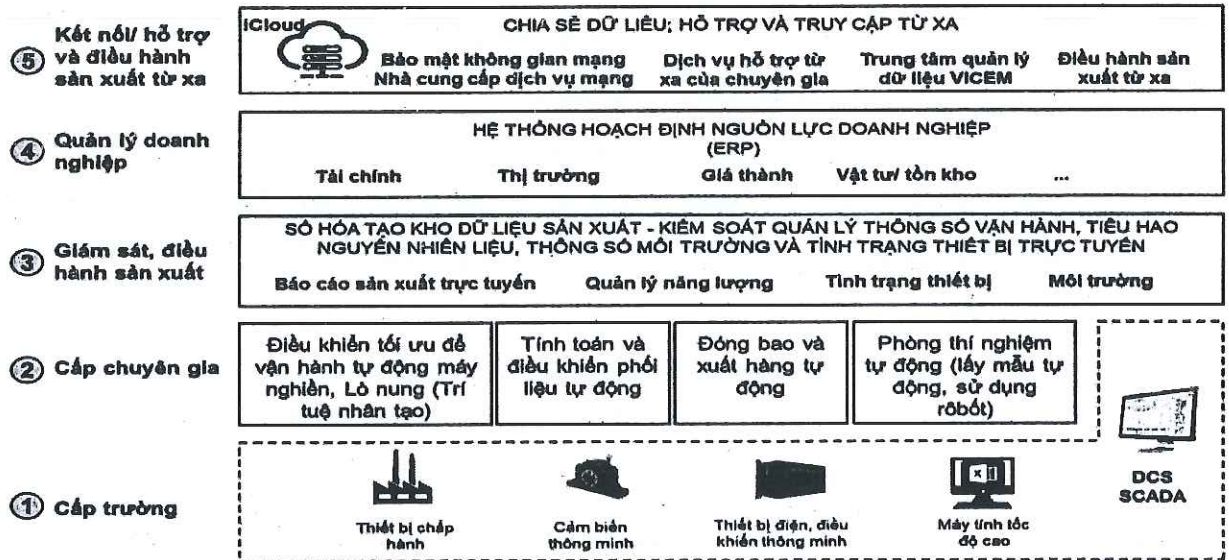 iCloud
CHIA SẺ DỮ LIỆU; HỖ TRỢ VÀ TRUY CẬP TỪ XA
5
Kết nối/ hỗ trợ
và điều hành
sản xuất từ xa
Bảo mật không gian mạng
Nhà cung cấp dịch vụ mạng
Dịch vụ hỗ trợ từ
xa của chuyên gia
Trung tâm quản lý
dữ liệu VICEM
Điều hành sản
xuất từ xa
4
Quản lý doanh
nghiệp
HỆ THỐNG HOẠCH ĐỊNH NGUỒN LỰC DOANH NGHIỆP
(ERP)
Tài chính
Thị trường
Giá thành
Vật tư/ tồn kho
...
3
Giám sát, điều
hành sản xuất
SỐ HÓA TẠO KHO DỮ LIỆU SẢN XUẤT - KIỂM SOÁT QUẢN LÝ THÔNG SỐ VẬN HÀNH, TIÊU HAO
NGUYÊN NHIÊN LIỆU, THÔNG SỐ MÔI TRƯỜNG VÀ TÌNH TRẠNG THIẾT BỊ TRỰC TUYẾN
Báo cáo sản xuất trực tuyến
Quản lý năng lượng
Tình trạng thiết bị
Môi trường
2
Cấp chuyên gia
Điều khiển tối ưu để
vận hành tự động máy
nghiền, Lò nung (Trí
tuệ nhân tạo)
Tính toán và
điều khiển phối
liệu tự động
Đóng bao và
xuất hàng tự
động
Phòng thí nghiệm
tự động (lấy mẫu tự
động, sử dụng
rôbốt)
DCS
SCADA
1
Cấp trường
Thiết bị chấp
hành
Cảm biến
thông minh
Thiết bị điện, điều
khiển thông minh
Máy tính tốc
độ cao